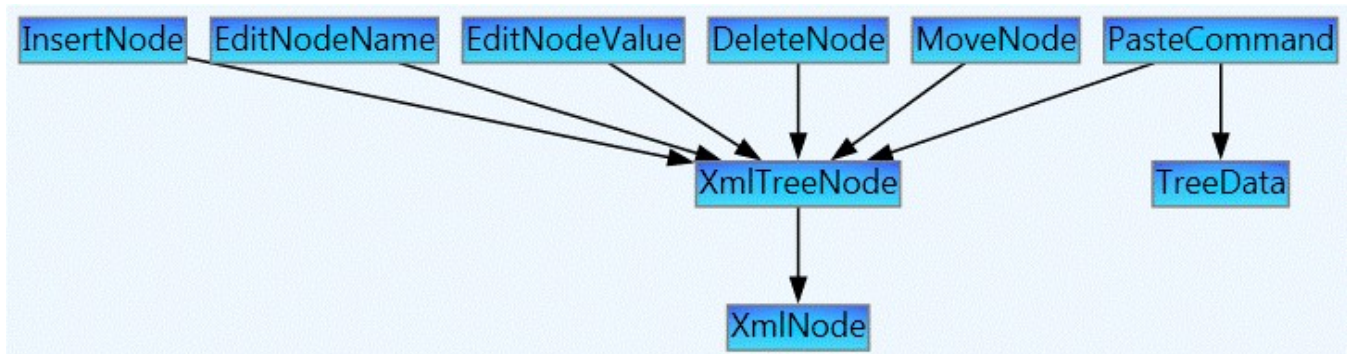 InsertNode EditNodeName EditNodeValue DeleteNode MoveNode PasteCommand
XmlTreeNode TreeData
XmlNode